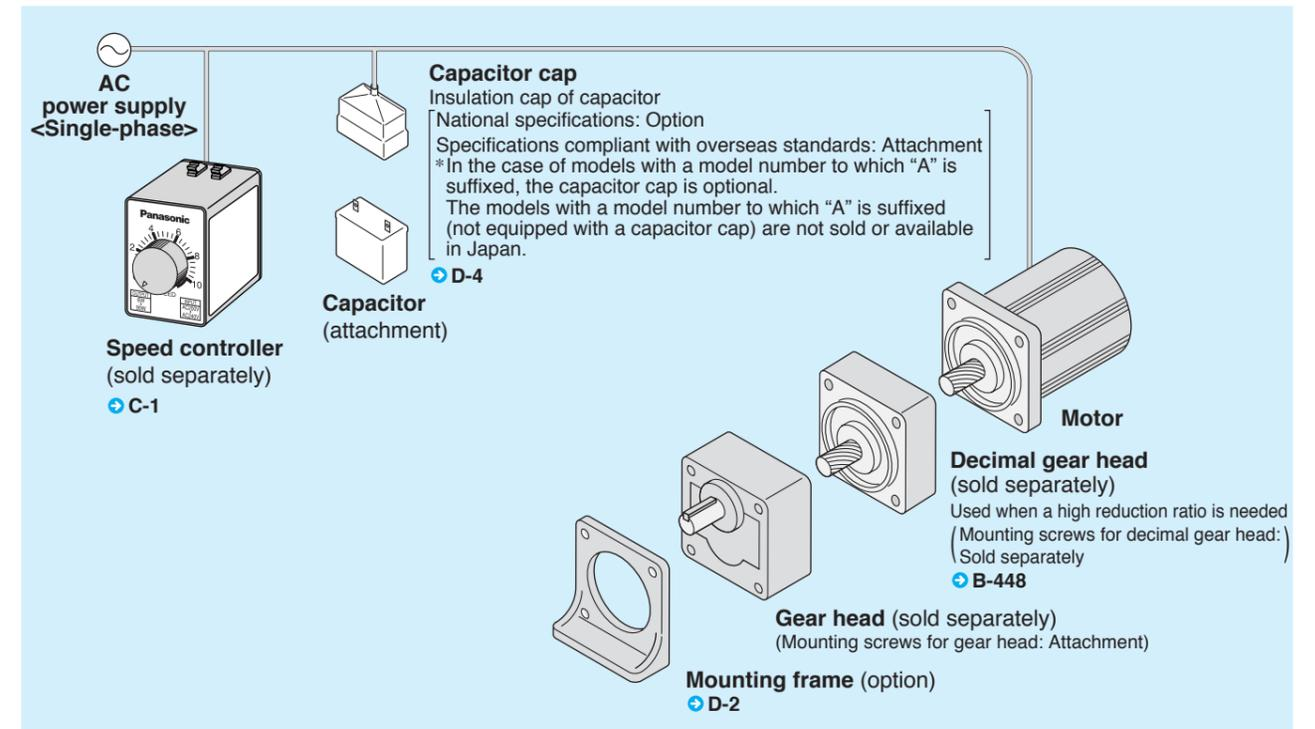 AC
power supply
<Single-phase>
Capacitor cap
Insulation cap of capacitor
National specifications: Option
Specifications compliant with overseas standards: Attachment
*In the case of models with a model number to which “A” is
suffixed, the capacitor cap is optional.
The models with a model number to which “A” is suffixed
(not equipped with a capacitor cap) are not sold or available
in Japan.
D-4
Panasonic
2 4 6 8 10
Capacitor
(attachment)
Speed controller
(sold separately)
C-1
Motor
Decimal gear head
(sold separately)
Used when a high reduction ratio is needed
(Mounting screws for decimal gear head:
Sold separately)
B-448
Gear head (sold separately)
(Mounting screws for gear head: Attachment)
Mounting frame (option)
D-2